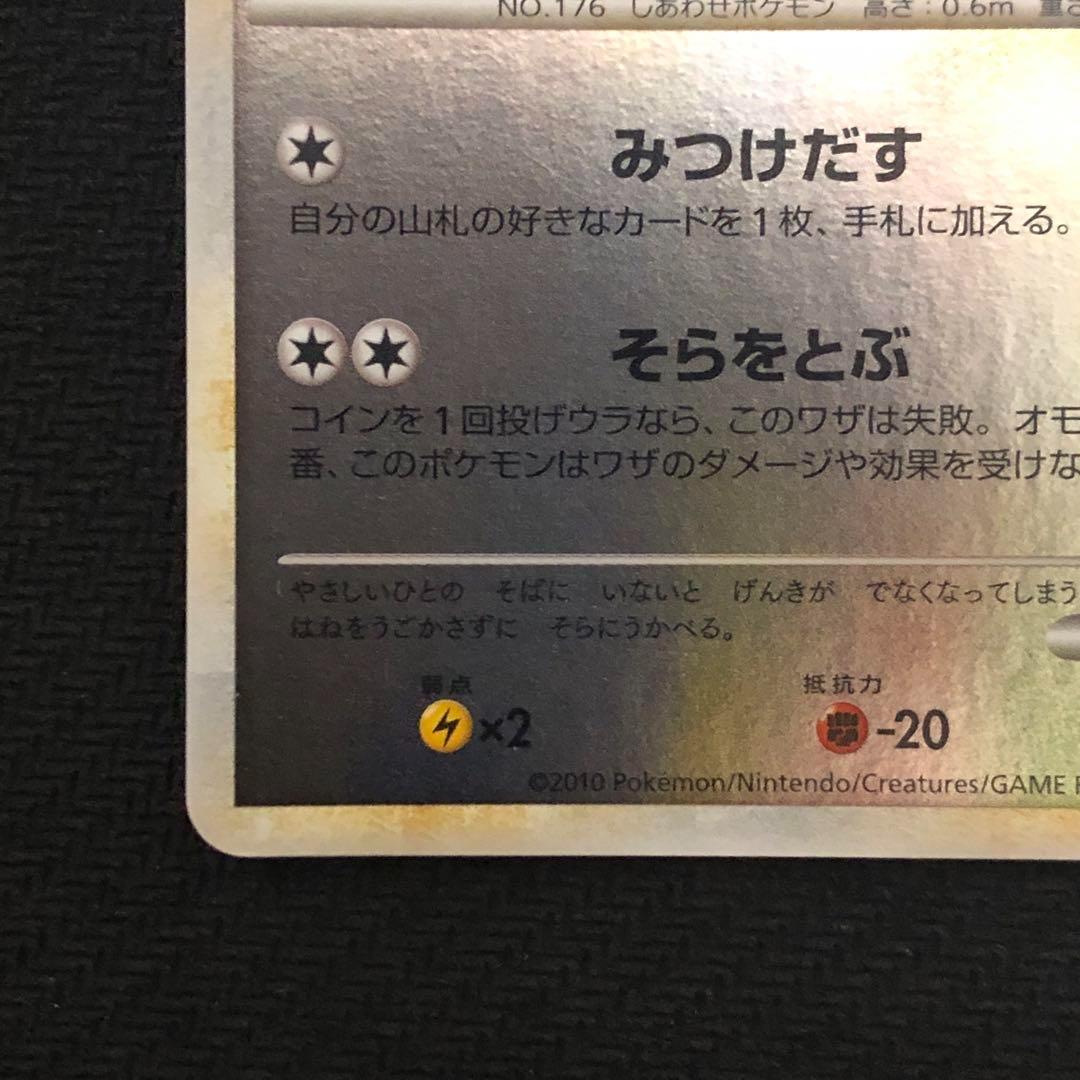 NO.176 しあわせポケモン 高さ：0.6m 重さ
みつけだす
自分の山札の好きなカードを1枚、手札に加える。
そらをとぶ
コインを1回投げウラなら、このワザは失敗。オモ
番、このポケモンはワザのダメージや効果を受けな
やさしいひとの そばに いないと げんきが でなくなってしまう
はねをうごかさずに そらにうかべる。
弱点 抵抗力
×2 -20
©2010 Pokémon/Nintendo/Creatures/GAME